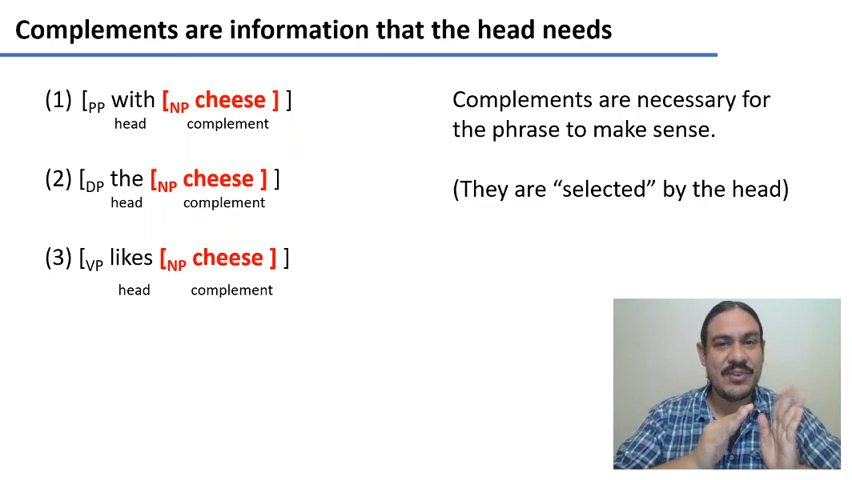 Complements are information that the head needs
(1) [PP with [NP cheese ] ]
head complement
(2) [DP the [NP cheese ] ]
head complement
(3) [VP likes [NP cheese ] ]
head complement
Complements are necessary for
the phrase to make sense.
(They are “selected” by the head)